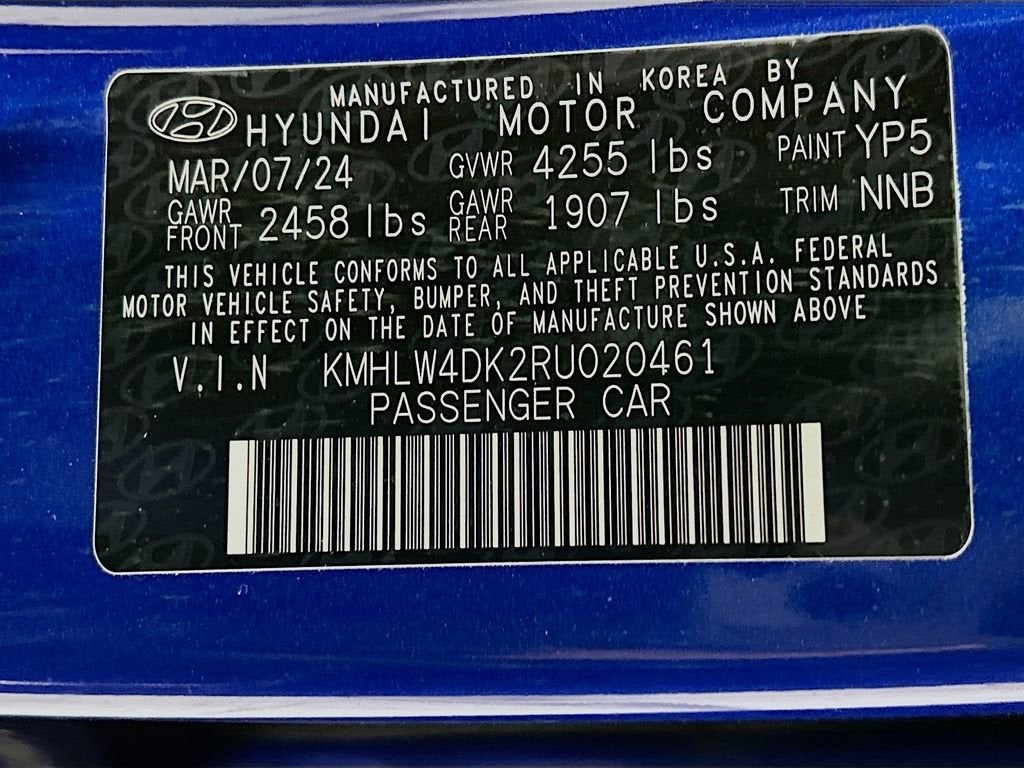 MANUFACTURED IN KOREA BY
HYUNDAI MOTOR COMPANY
MAR/07/24 GVWR 4255 lbs PAINT YP5
GAWR FRONT 2458 lbs GAWR REAR 1907 lbs TRIM NNB
THIS VEHICLE CONFORMS TO ALL APPLICABLE U.S.A. FEDERAL
MOTOR VEHICLE SAFETY, BUMPER, AND THEFT PREVENTION STANDARDS
IN EFFECT ON THE DATE OF MANUFACTURE SHOWN ABOVE
V.I.N KMHLW4DK2RU020461
PASSENGER CAR